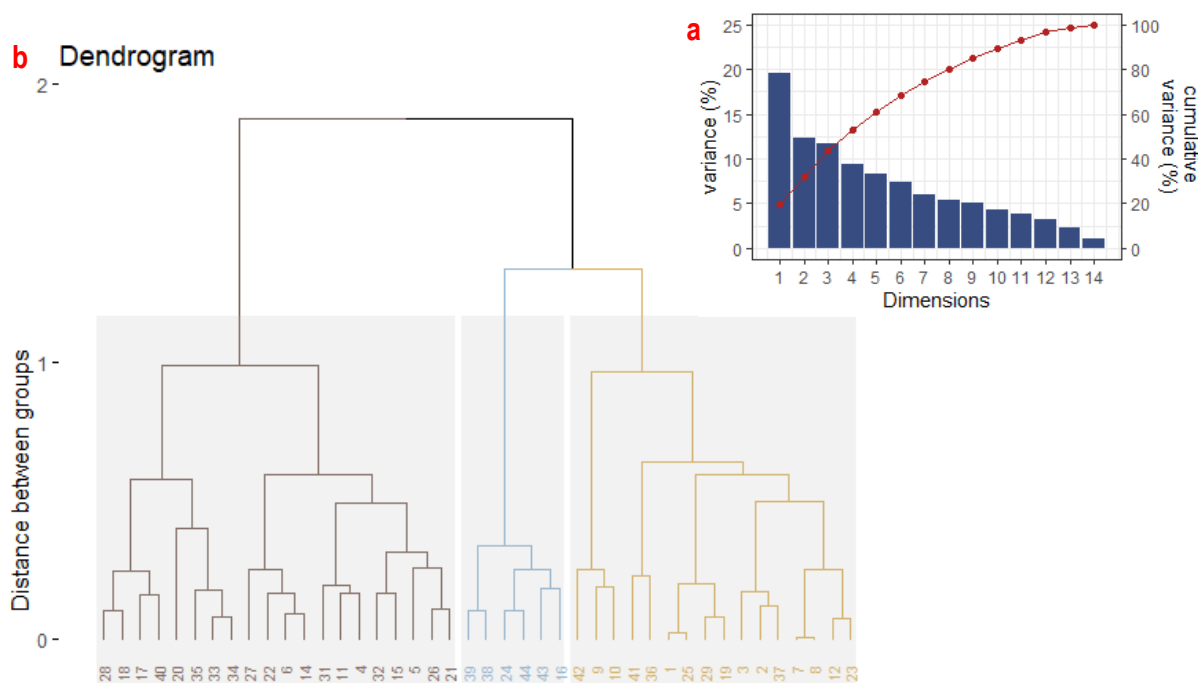 b Dendrogram
2
1
0
Distance between groups
28 18 17 40 20 35 33 34 27 22 6 14 31 11 4 32 15 5 26 21 39 38 24 44 43 16 42 9 10 41 36 1 25 29 19 3 2 37 7 8 12 23
a
25
20
15
10
5
0
variance (%)
100
80
60
40
20
0
cumulative
variance (%)
1 2 3 4 5 6 7 8 9 10 11 12 13 14
Dimensions